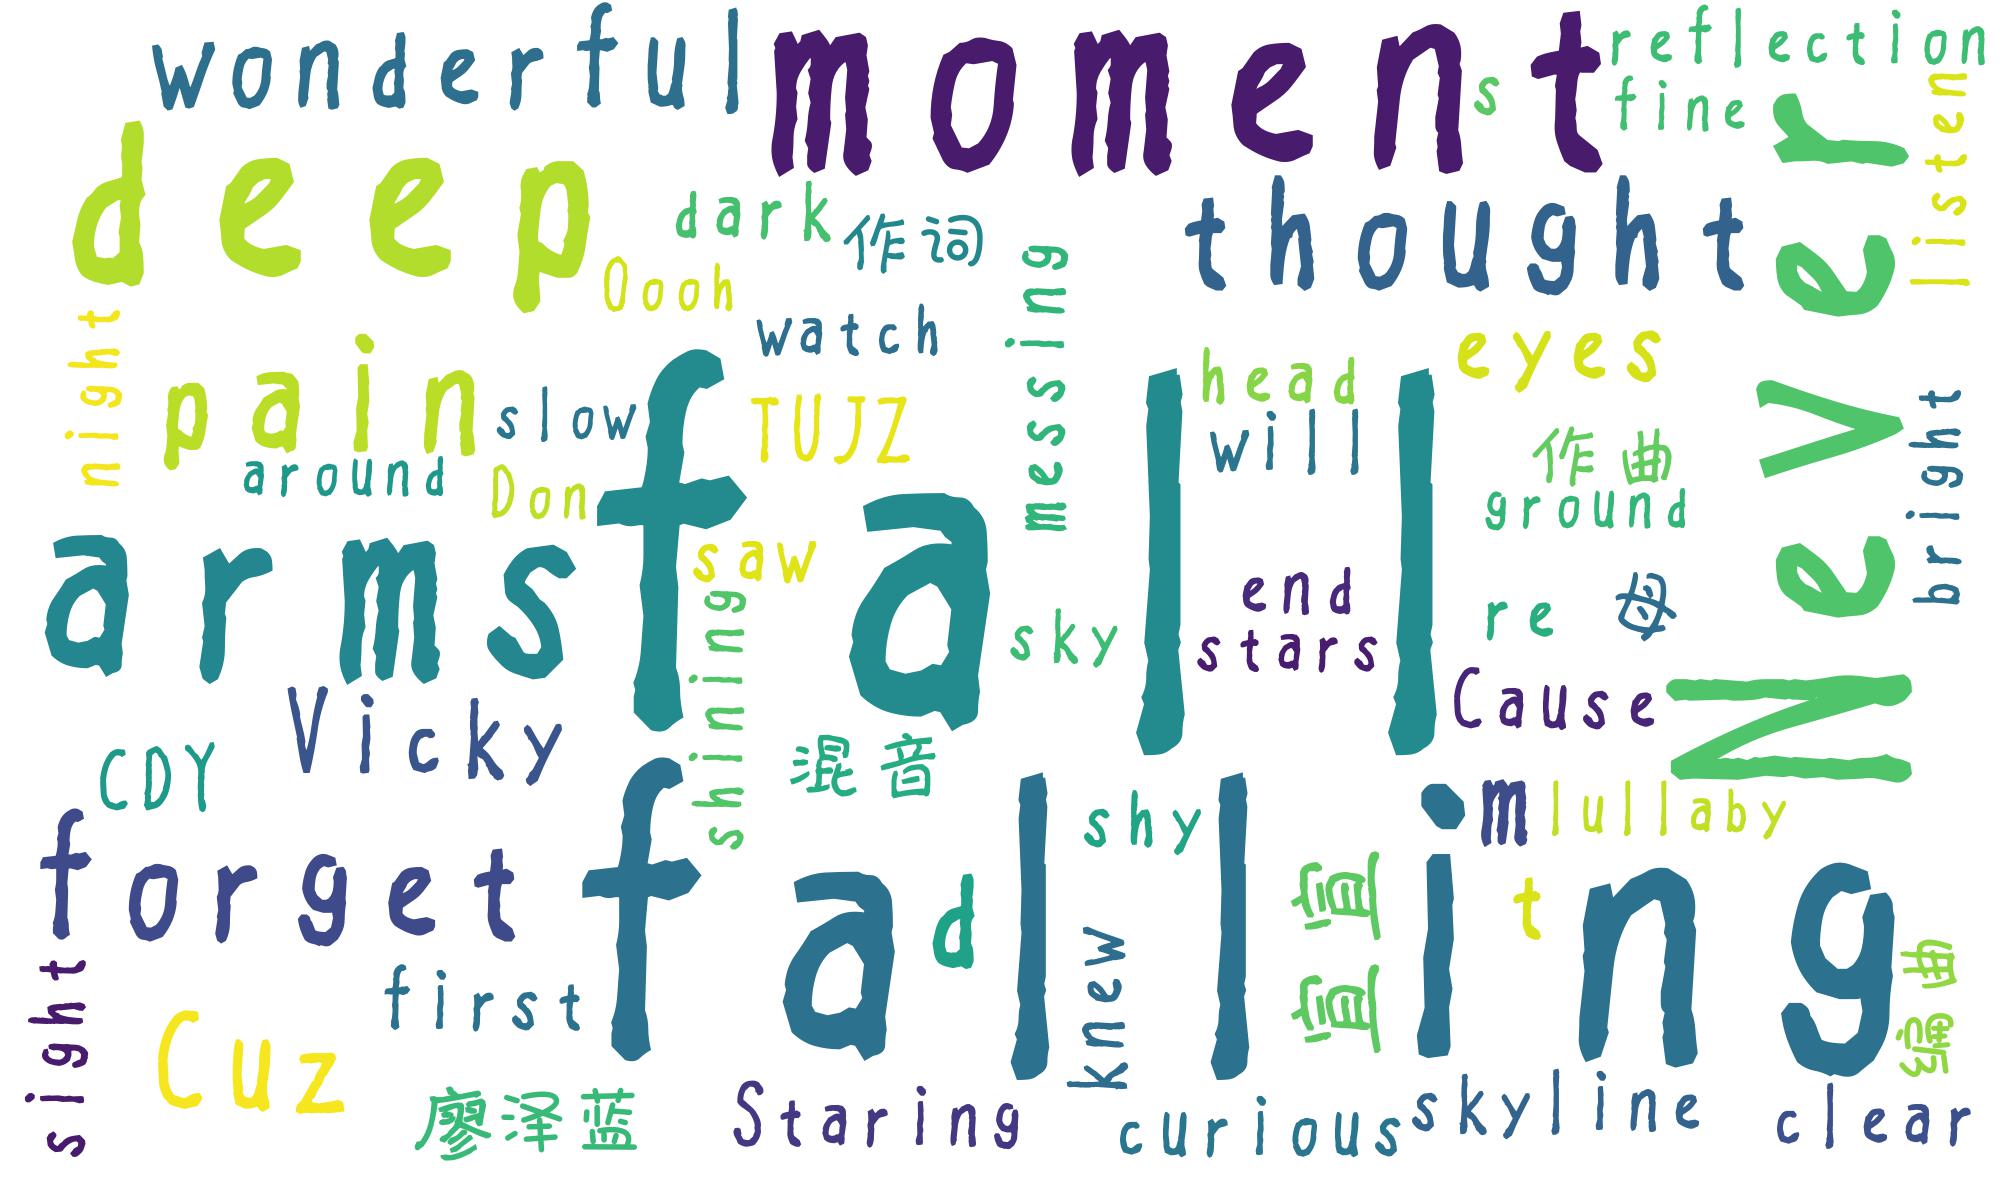 wonderful
moment
s
reflection
fine
listen
deep
dark
作词
Oooh
messing
thought
Never
night
pain
watch
eyes
slow
TUJZ
head
will
作曲
bright
around
Don
fall
ground
arms
saw
shining
sky
end
stars
re
母
Cause
Vicky
CDY
混音
shy
m
lullaby
forget
falling
d
t
宣宣
knew
编曲
sight
first
Cuz
廖泽蓝
Staring
curious
skyline
clear